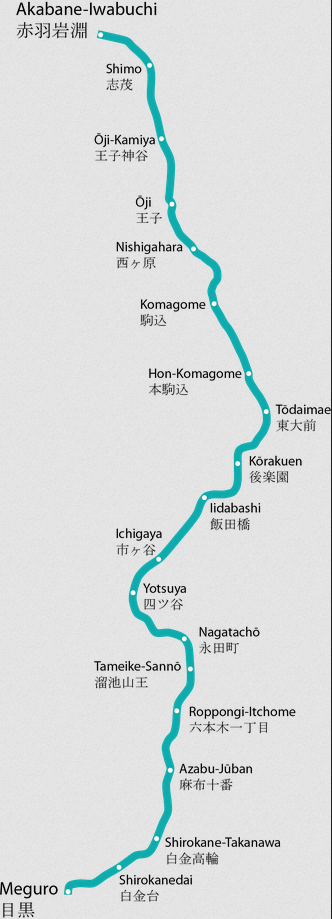 Akabane-Iwabuchi
赤羽岩淵
Shimo
志茂
Ōji-Kamiya
王子神谷
Ōji
王子
Nishigahara
西ヶ原
Komagome
駒込
Hon-Komagome
本駒込
Tōdaimae
東大前
Kōrakuen
後楽園
Iidabashi
飯田橋
Ichigaya
市ヶ谷
Yotsuya
四ツ谷
Nagatachō
永田町
Tameike-Sannō
溜池山王
Roppongi-Itchome
六本木一丁目
Azabu-Jūban
麻布十番
Shirokane-Takanawa
白金高輪
Shirokanedai
白金台
Meguro
目黒